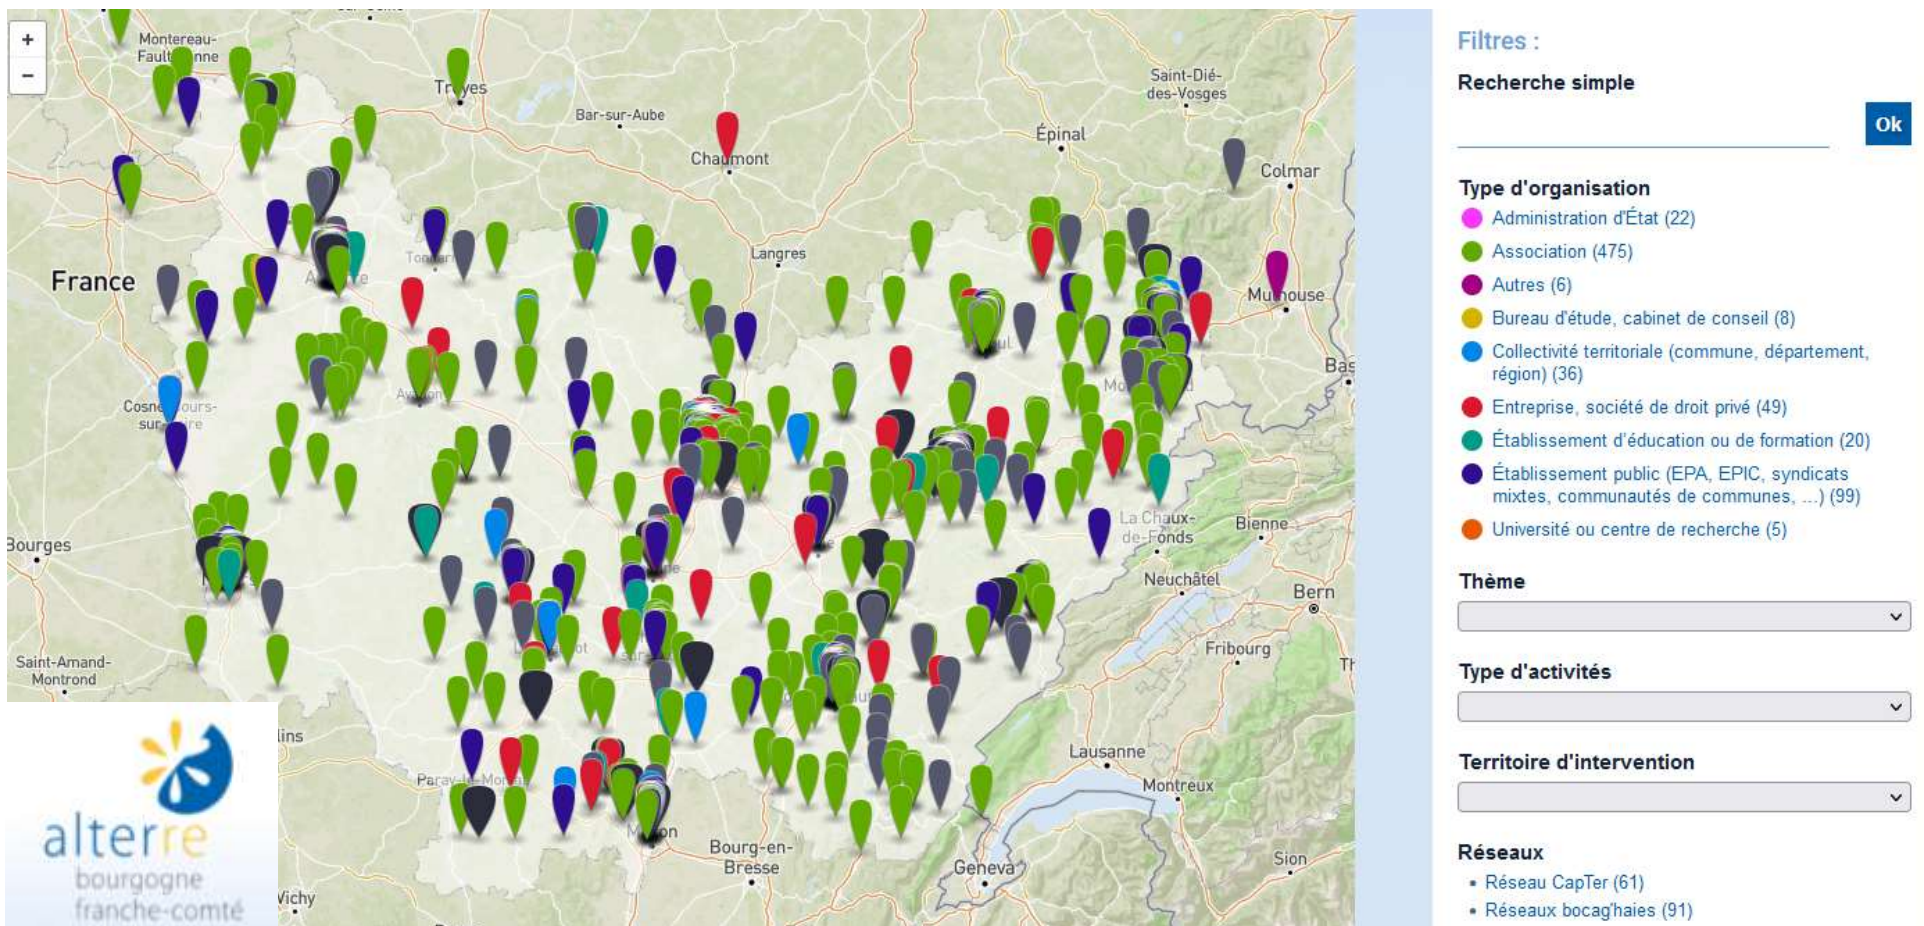 +
−
Montereau-
Troyes
Bar-sur-Aube
Saint-Dié-
des-Vosges
Épinal
Chaumont
Colmar
Langres
France
Mulhouse
Bourges
La Chaux-
de-Fonds
Bienne
Neuchâtel
Bern
Saint-Amand-
Montrond
Fribourg
Lausanne
Montreux
Bourg-en-
Bresse
Geneva
Sion
Vichy
alterre
bourgogne
franche-comté
Filtres :
Recherche simple
Ok
Type d'organisation
Administration d'État (22)
Association (475)
Autres (6)
Bureau d'étude, cabinet de conseil (8)
Collectivité territoriale (commune, département,
région) (36)
Entreprise, société de droit privé (49)
Établissement d'éducation ou de formation (20)
Établissement public (EPA, EPIC, syndicats
mixtes, communautés de communes, ...) (99)
Université ou centre de recherche (5)
Thème
Type d'activités
Territoire d'intervention
Réseaux
• Réseau CapTer (61)
• Réseaux bocag'haies (91)